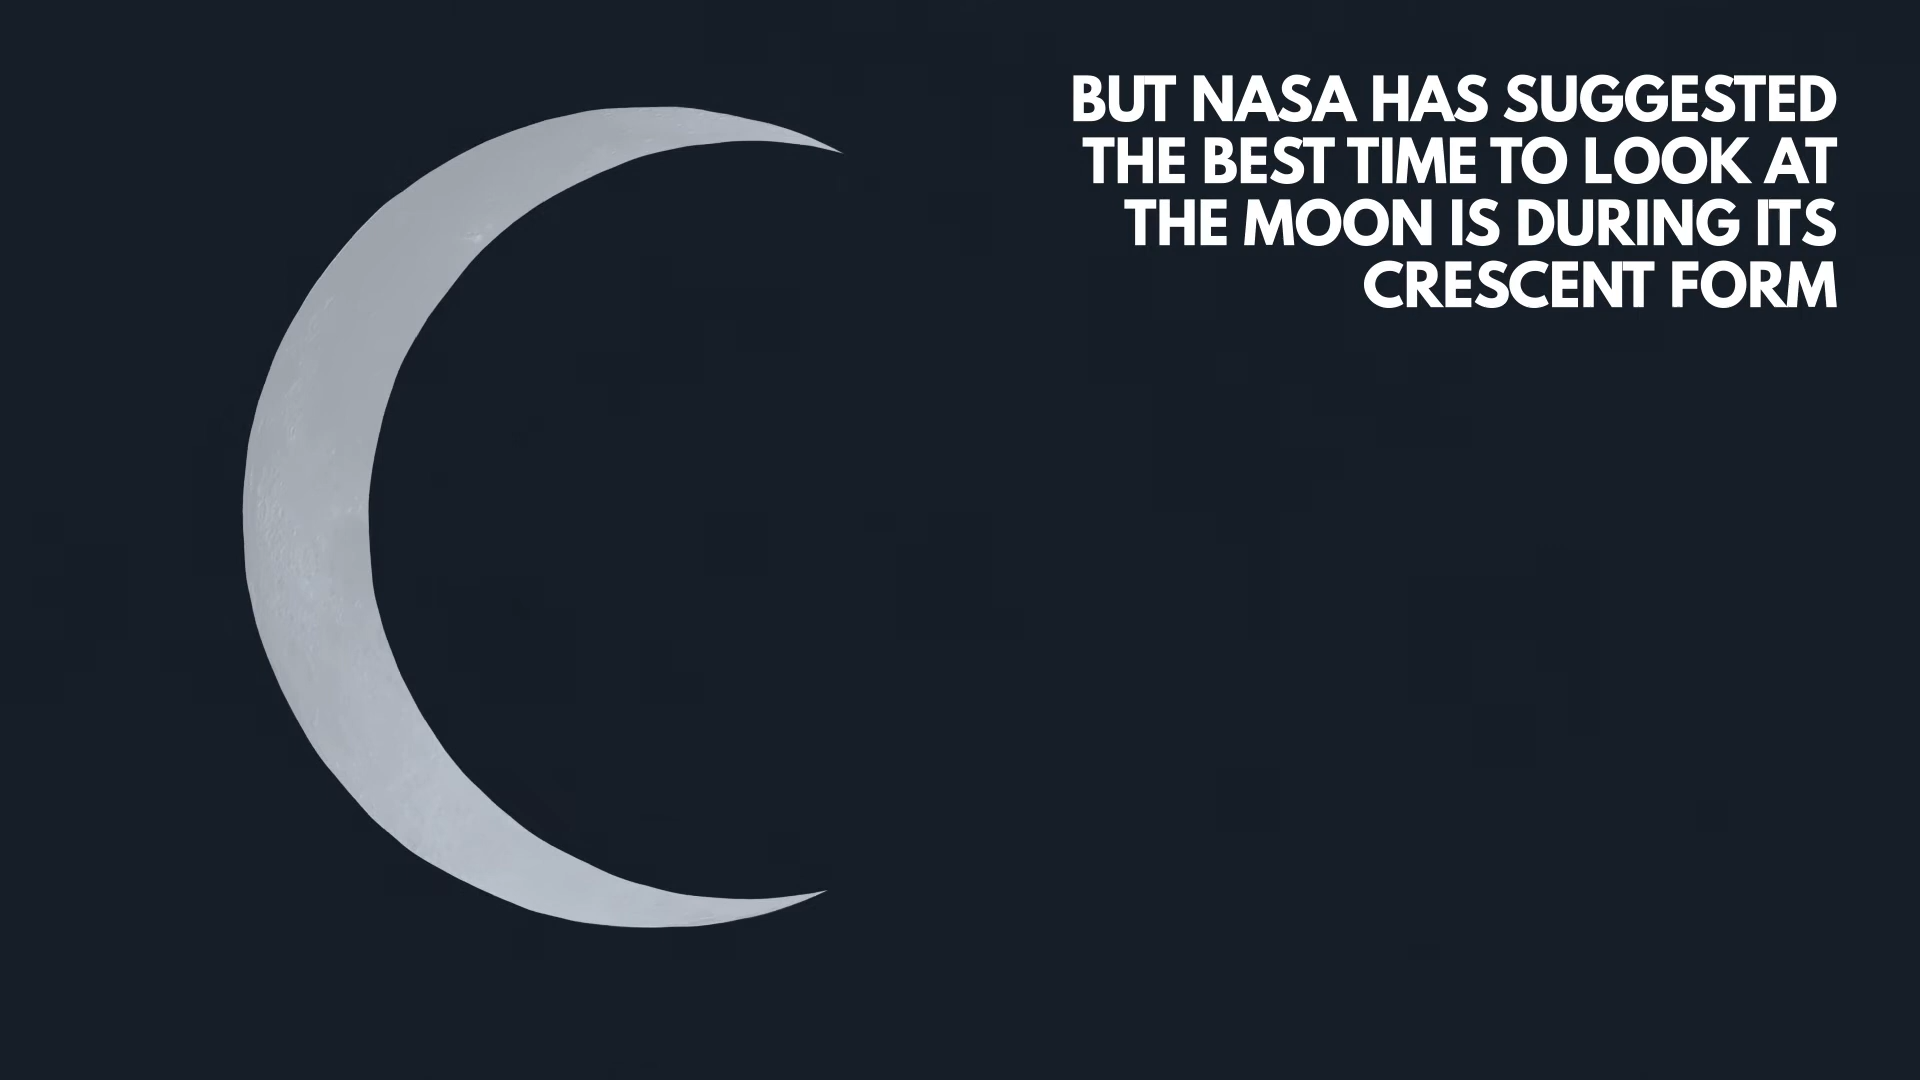 BUT NASA HAS SUGGESTED
THE BEST TIME TO LOOK AT
THE MOON IS DURING ITS
CRESCENT FORM